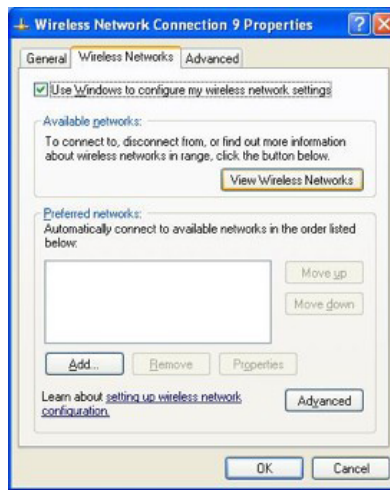 Wireless Network Connection 9 Properties
General Wireless Networks Advanced
Use Windows to configure my wireless network settings
Available networks:
To connect to, disconnect from, or find out more information
about wireless networks in range, click the button below.
View Wireless Networks
Preferred networks:
Automatically connect to available networks in the order listed
below:
Move up
Move down
Add... Remove Properties
Learn about setting up wireless network
configuration.
Advanced
OK Cancel